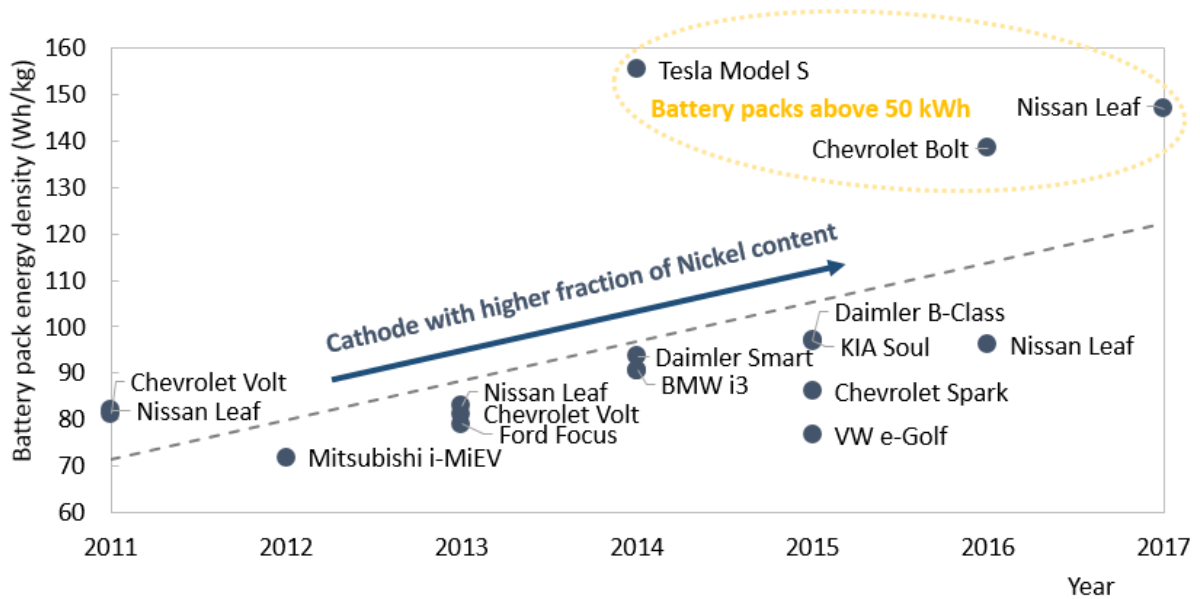 Battery pack energy density (Wh/kg)
160
150
140
130
120
110
100
90
80
70
60
Tesla Model S
Battery packs above 50 kWh
Nissan Leaf
Chevrolet Bolt
Cathode with higher fraction of Nickel content
Daimler B-Class
KIA Soul
Nissan Leaf
Daimler Smart
BMW i3
Chevrolet Volt
Nissan Leaf
Nissan Leaf
Chevrolet Volt
Ford Focus
Chevrolet Spark
VW e-Golf
Mitsubishi i-MiEV
2011
2012
2013
2014
2015
2016
2017
Year